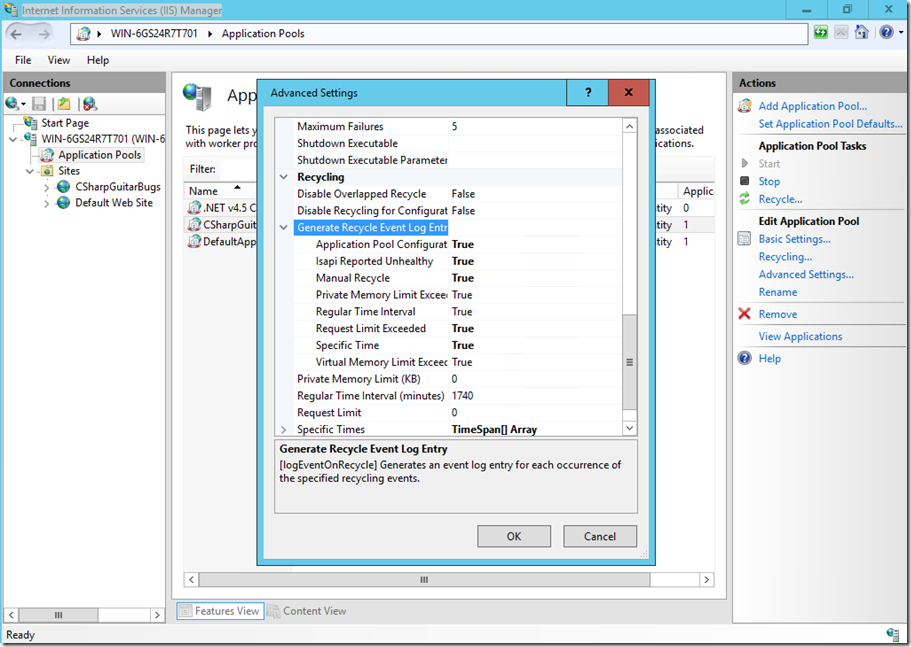 Internet Information Services (IIS) Manager
WIN-6GS24R7T701 Application Pools
File View Help
Connections
Start Page
WIN-6GS24R7T701 (WIN-6
Application Pools
Sites
CSharpGuitarBugs
Default Web Site
App
This page lets y
with worker pro
associated
ications.
Filter:
Name
Applic
.NET v4.5 C
ntity 0
CSharpGuit
ntity 1
DefaultApp
ntity 1
Advanced Settings
?
Maximum Failures 5
Shutdown Executable
Shutdown Executable Parameter
Recycling
Disable Overlapped Recycle False
Disable Recycling for Configurat False
Generate Recycle Event Log Entr
Application Pool Configurat True
Isapi Reported Unhealthy True
Manual Recycle True
Private Memory Limit Excee True
Regular Time Interval True
Request Limit Exceeded True
Specific Time True
Virtual Memory Limit Exceec True
Private Memory Limit (KB) 0
Regular Time Interval (minutes) 1740
Request Limit 0
Specific Times TimeSpan[] Array
Generate Recycle Event Log Entry
[logEventOnRecycle] Generates an event log entry for each occurrence of
the specified recycling events.
OK Cancel
Features View Content View
Actions
Add Application Pool...
Set Application Pool Defaults...
Application Pool Tasks
Start
Stop
Recycle...
Edit Application Pool
Basic Settings...
Recycling...
Advanced Settings...
Rename
Remove
View Applications
Help
Ready